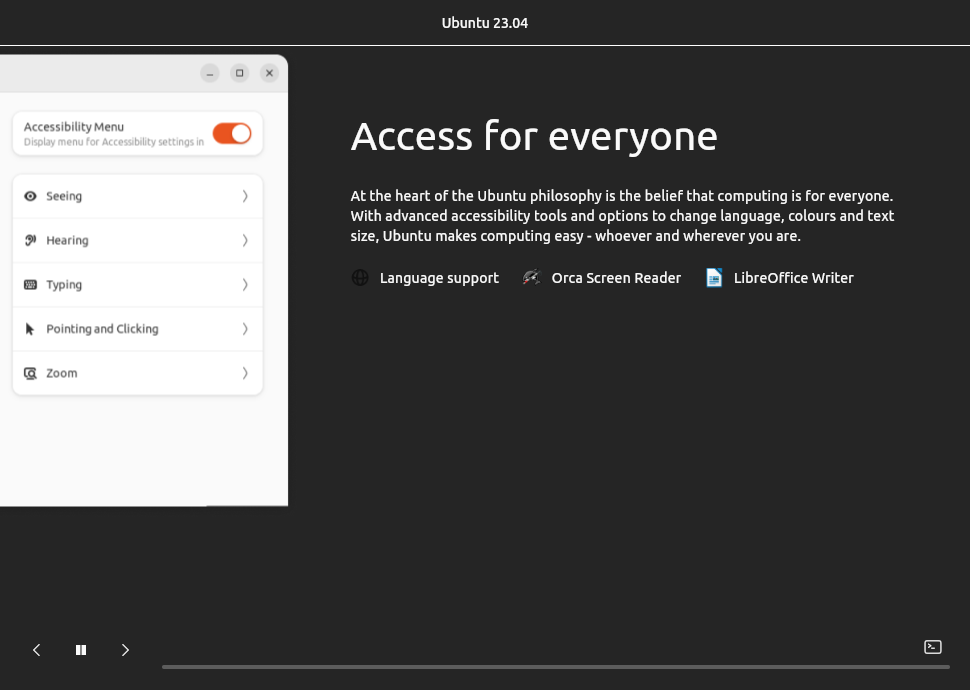 Ubuntu 23.04
Accessibility Menu
Display menu for Accessibility settings in
Seeing
Hearing
Typing
Pointing and Clicking
Zoom
Access for everyone
At the heart of the Ubuntu philosophy is the belief that computing is for everyone.
With advanced accessibility tools and options to change language, colours and text
size, Ubuntu makes computing easy - whoever and wherever you are.
Language support Orca Screen Reader LibreOffice Writer